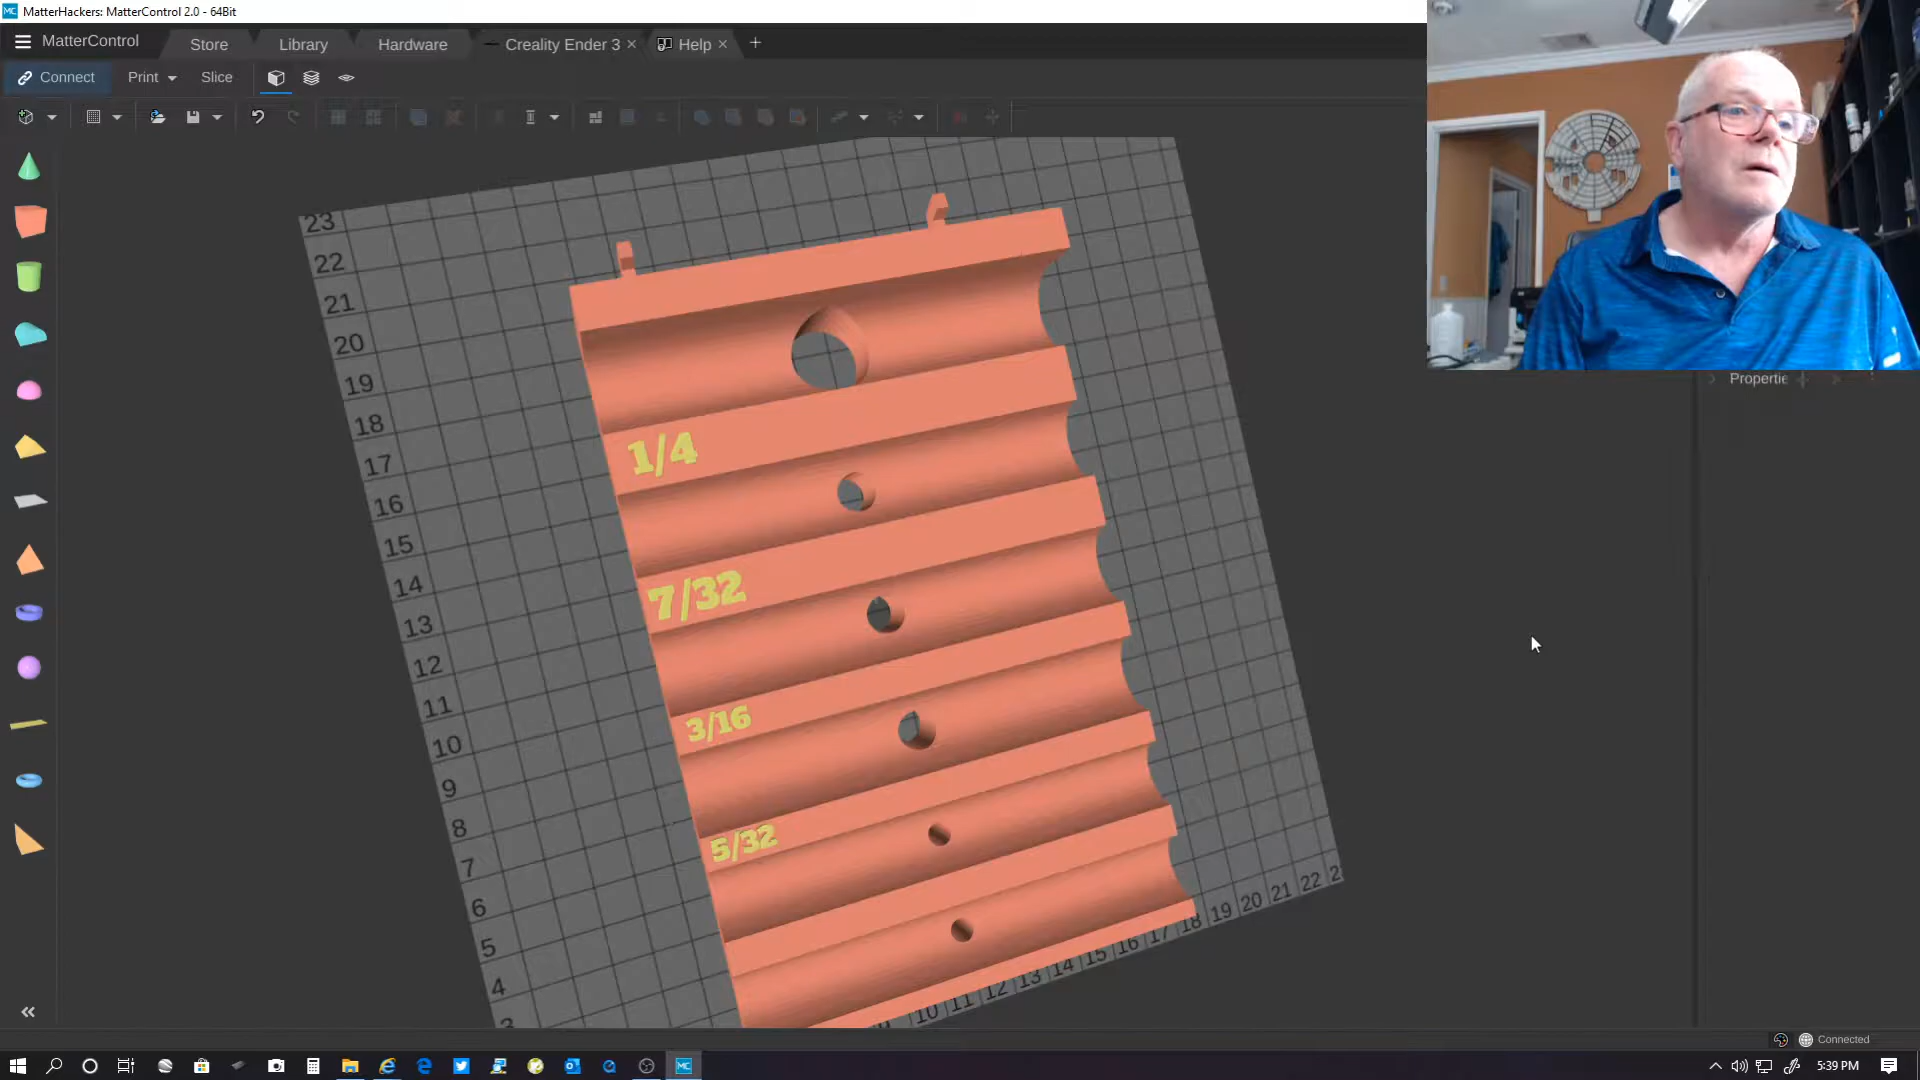 MatterHackers: MatterControl 2.0 - 64Bit
MatterControl
Store
Library
Hardware
Creality Ender 3
Help
Connect
Print
Slice
23
22
21
20
19
18
17
16
15
14
13
12
11
10
9
8
7
6
5
4
1/4
7/32
3/16
5/32
10 11 12 13 14 15 16 17 18 19 20 21 22
Connected
5:39 PM